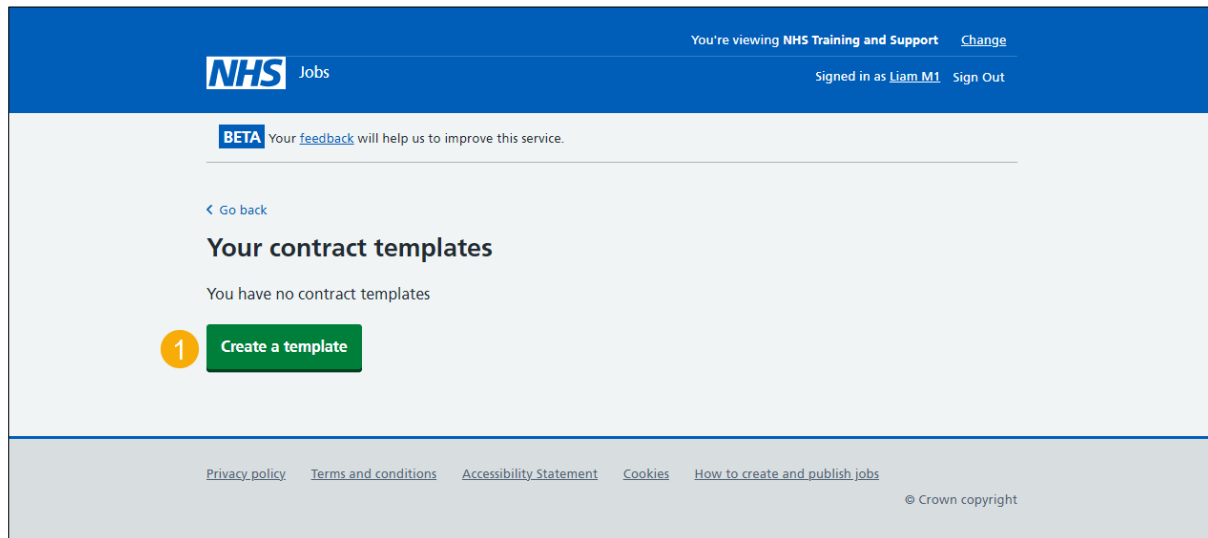 You're viewing NHS Training and Support Change
NHS Jobs
Signed in as Liam M1 Sign Out
BETA Your feedback will help us to improve this service.
Go back
Your contract templates
You have no contract templates
1 Create a template
Privacy policy Terms and conditions Accessibility Statement Cookies How to create and publish jobs
© Crown copyright